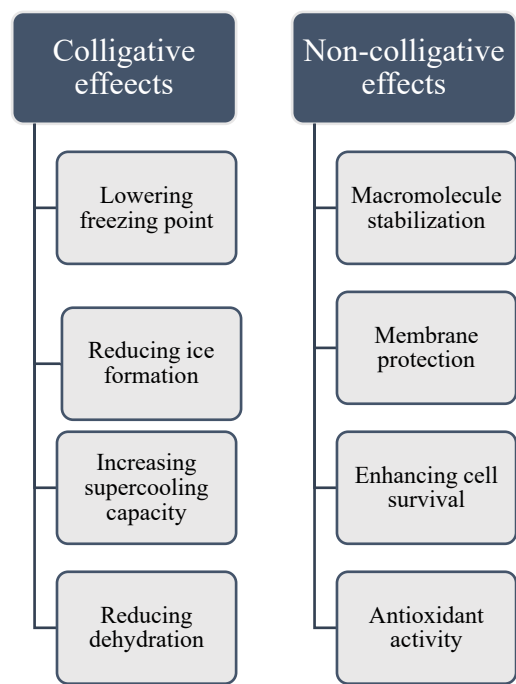 Colligative
effeects
Lowering
freezing point
Reducing ice
formation
Increasing
supercooling
capacity
Reducing
dehydration
Non-colligative
effects
Macromolecule
stabilization
Membrane
protection
Enhancing cell
survival
Antioxidant
activity